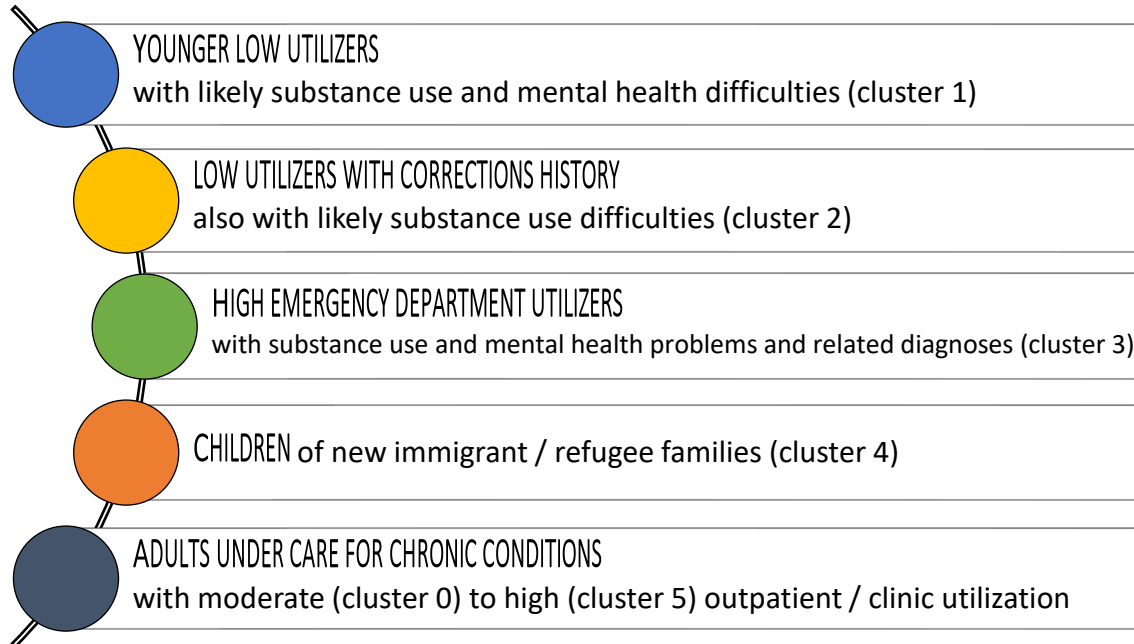 YOUNGER LOW UTILIZERS
with likely substance use and mental health difficulties (cluster 1)
LOW UTILIZERS WITH CORRECTIONS HISTORY
also with likely substance use difficulties (cluster 2)
HIGH EMERGENCY DEPARTMENT UTILIZERS
with substance use and mental health problems and related diagnoses (cluster 3)
CHILDREN of new immigrant / refugee families (cluster 4)
ADULTS UNDER CARE FOR CHRONIC CONDITIONS
with moderate (cluster 0) to high (cluster 5) outpatient / clinic utilization